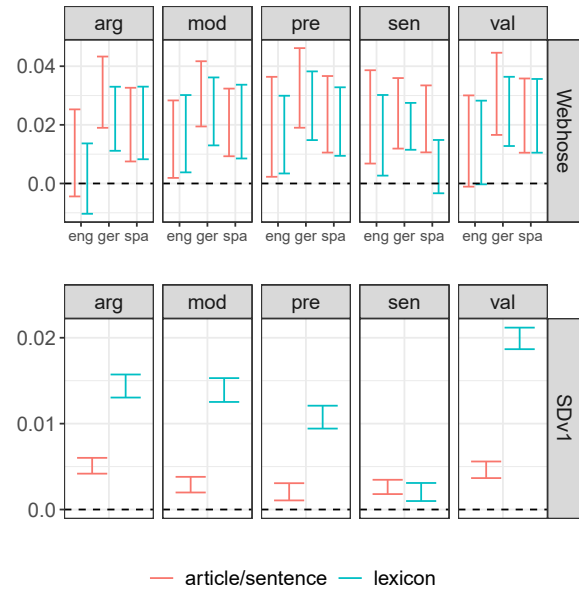 arg mod pre sen val
0.04
0.02
0.0
Webhose
eng ger spa eng ger spa eng ger spa eng ger spa eng ger spa
arg mod pre sen val
0.02
0.01
0.0
SDv1
article/sentence lexicon